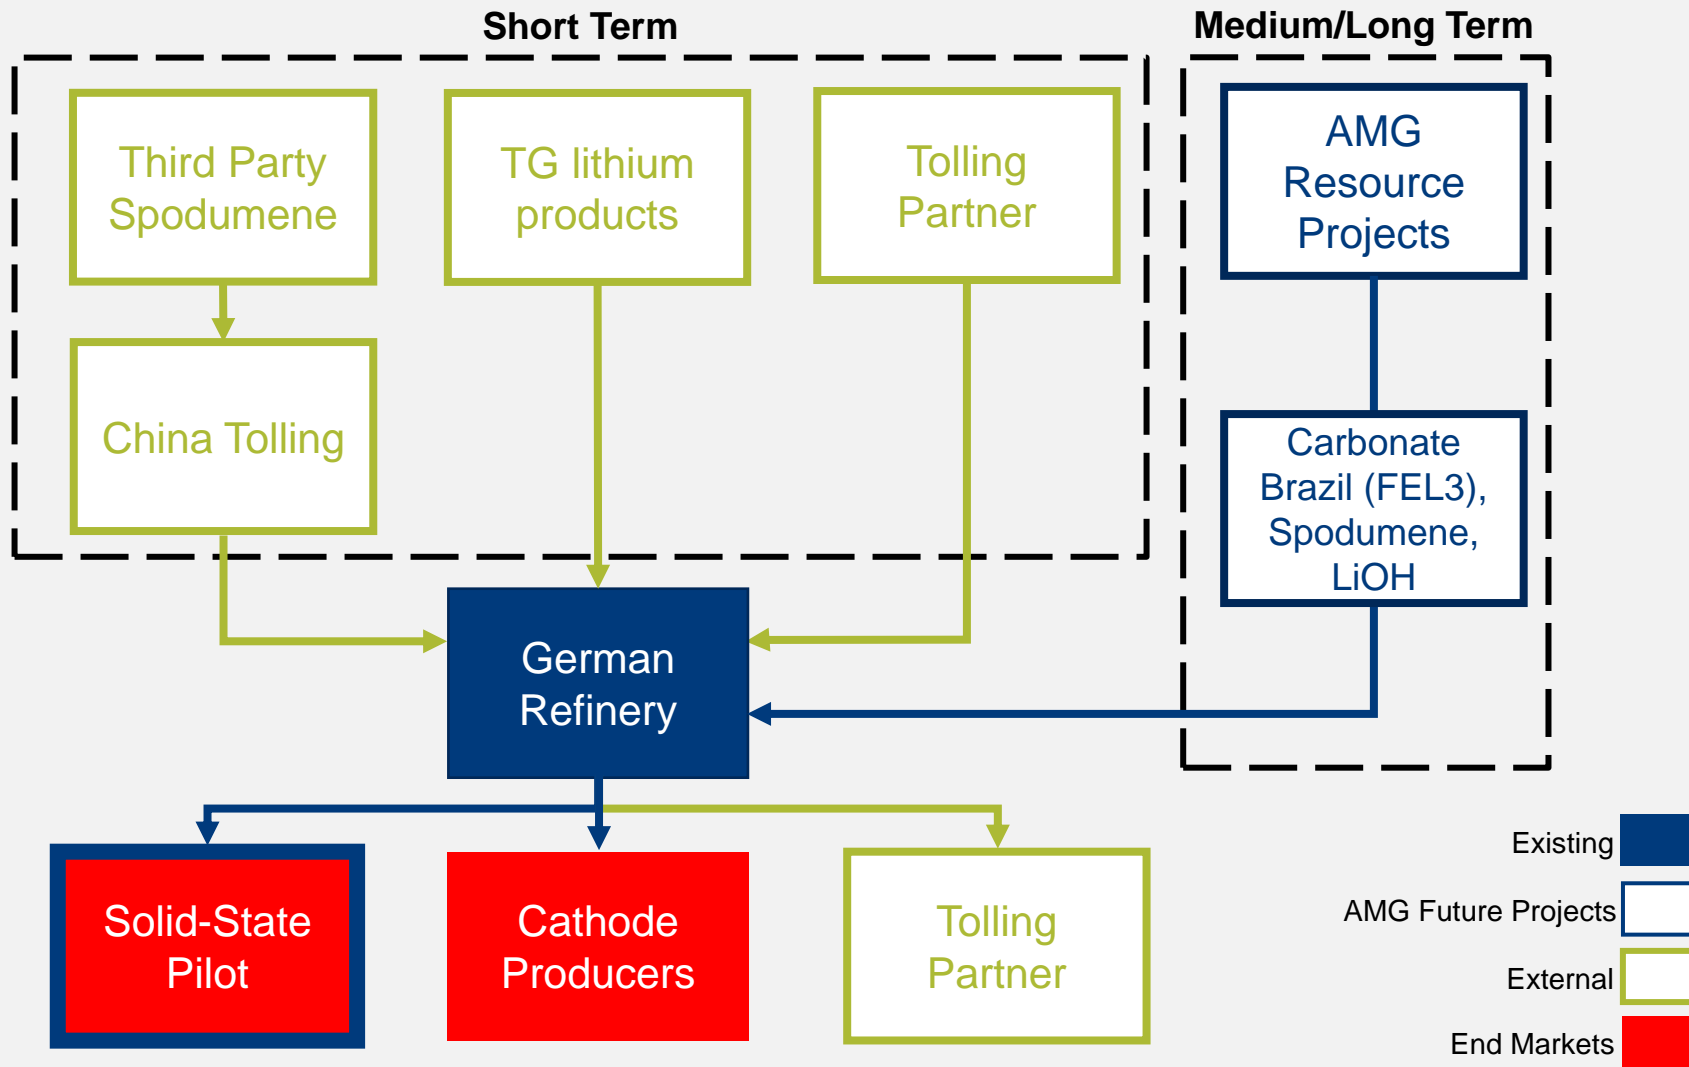 Short Term
Medium/Long Term
Third Party
Spodumene
TG lithium
products
Tolling
Partner
AMG
Resource
Projects
China Tolling
Carbonate
Brazil (FEL3),
Spodumene,
LiOH
German
Refinery
Solid-State
Pilot
Cathode
Producers
Tolling
Partner
Existing
AMG Future Projects
External
End Markets